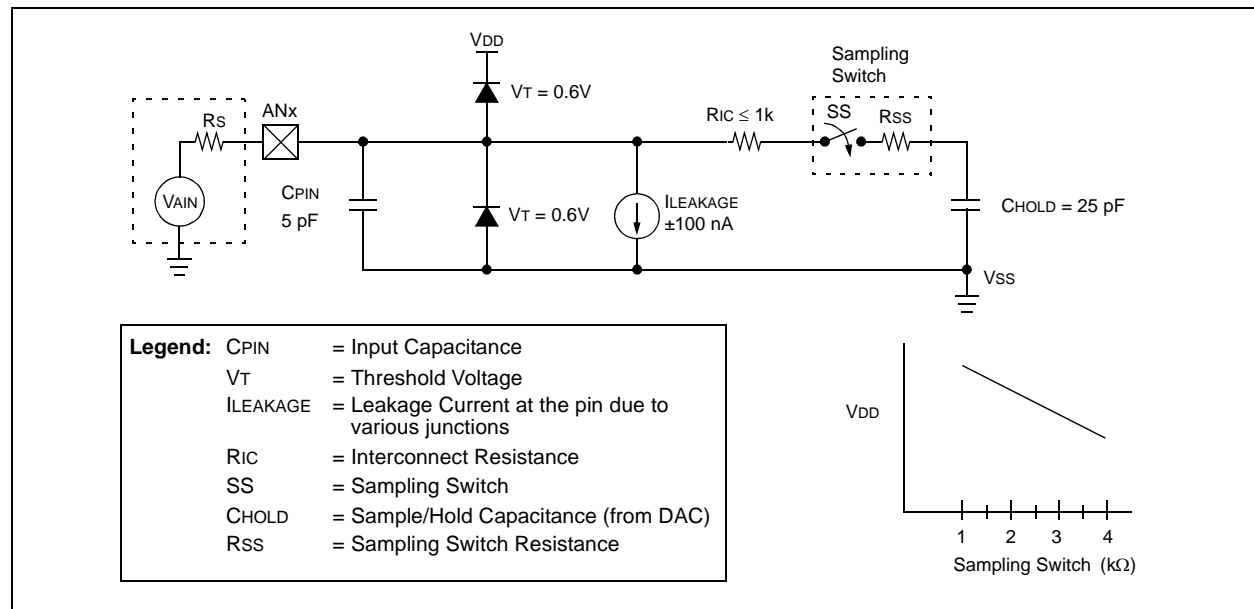 VDD
Sampling
Switch
VT = 0.6V
ANx
RS
RIC ≤ 1k
SS
RSS
VAIN
CPIN
5 pF
VT = 0.6V
ILEAKAGE
±100 nA
CHOLD = 25 pF
VSS
Legend: CPIN = Input Capacitance
VT = Threshold Voltage
ILEAKAGE = Leakage Current at the pin due to
various junctions
RIC = Interconnect Resistance
SS = Sampling Switch
CHOLD = Sample/Hold Capacitance (from DAC)
RSS = Sampling Switch Resistance
VDD
1 2 3 4
Sampling Switch (kΩ)